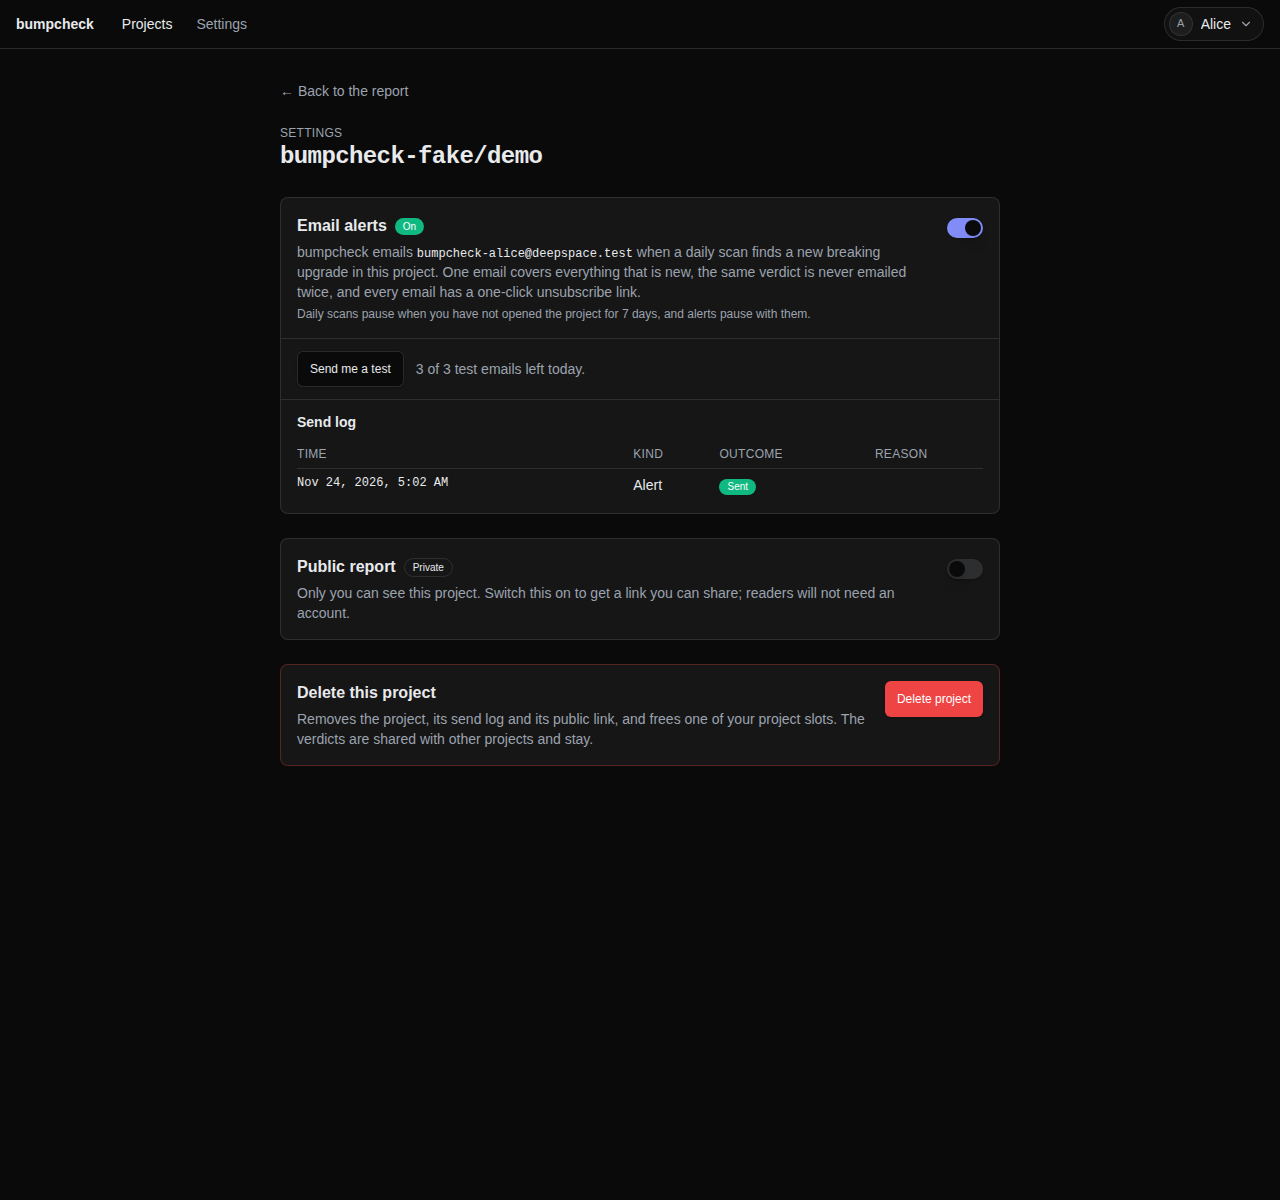 bumpcheck Projects Settings A Alice
← Back to the report
SETTINGS
bumpcheck-fake/demo
Email alerts On
bumpcheck emails bumpcheck-alice@deepspace.test when a daily scan finds a new breaking
upgrade in this project. One email covers everything that is new, the same verdict is never emailed
twice, and every email has a one-click unsubscribe link.
Daily scans pause when you have not opened the project for 7 days, and alerts pause with them.
Send me a test 3 of 3 test emails left today.
Send log
TIME KIND OUTCOME REASON
Nov 24, 2026, 5:02 AM Alert Sent
Public report Private
Only you can see this project. Switch this on to get a link you can share; readers will not need an
account.
Delete this project Delete project
Removes the project, its send log and its public link, and frees one of your project slots. The
verdicts are shared with other projects and stay.